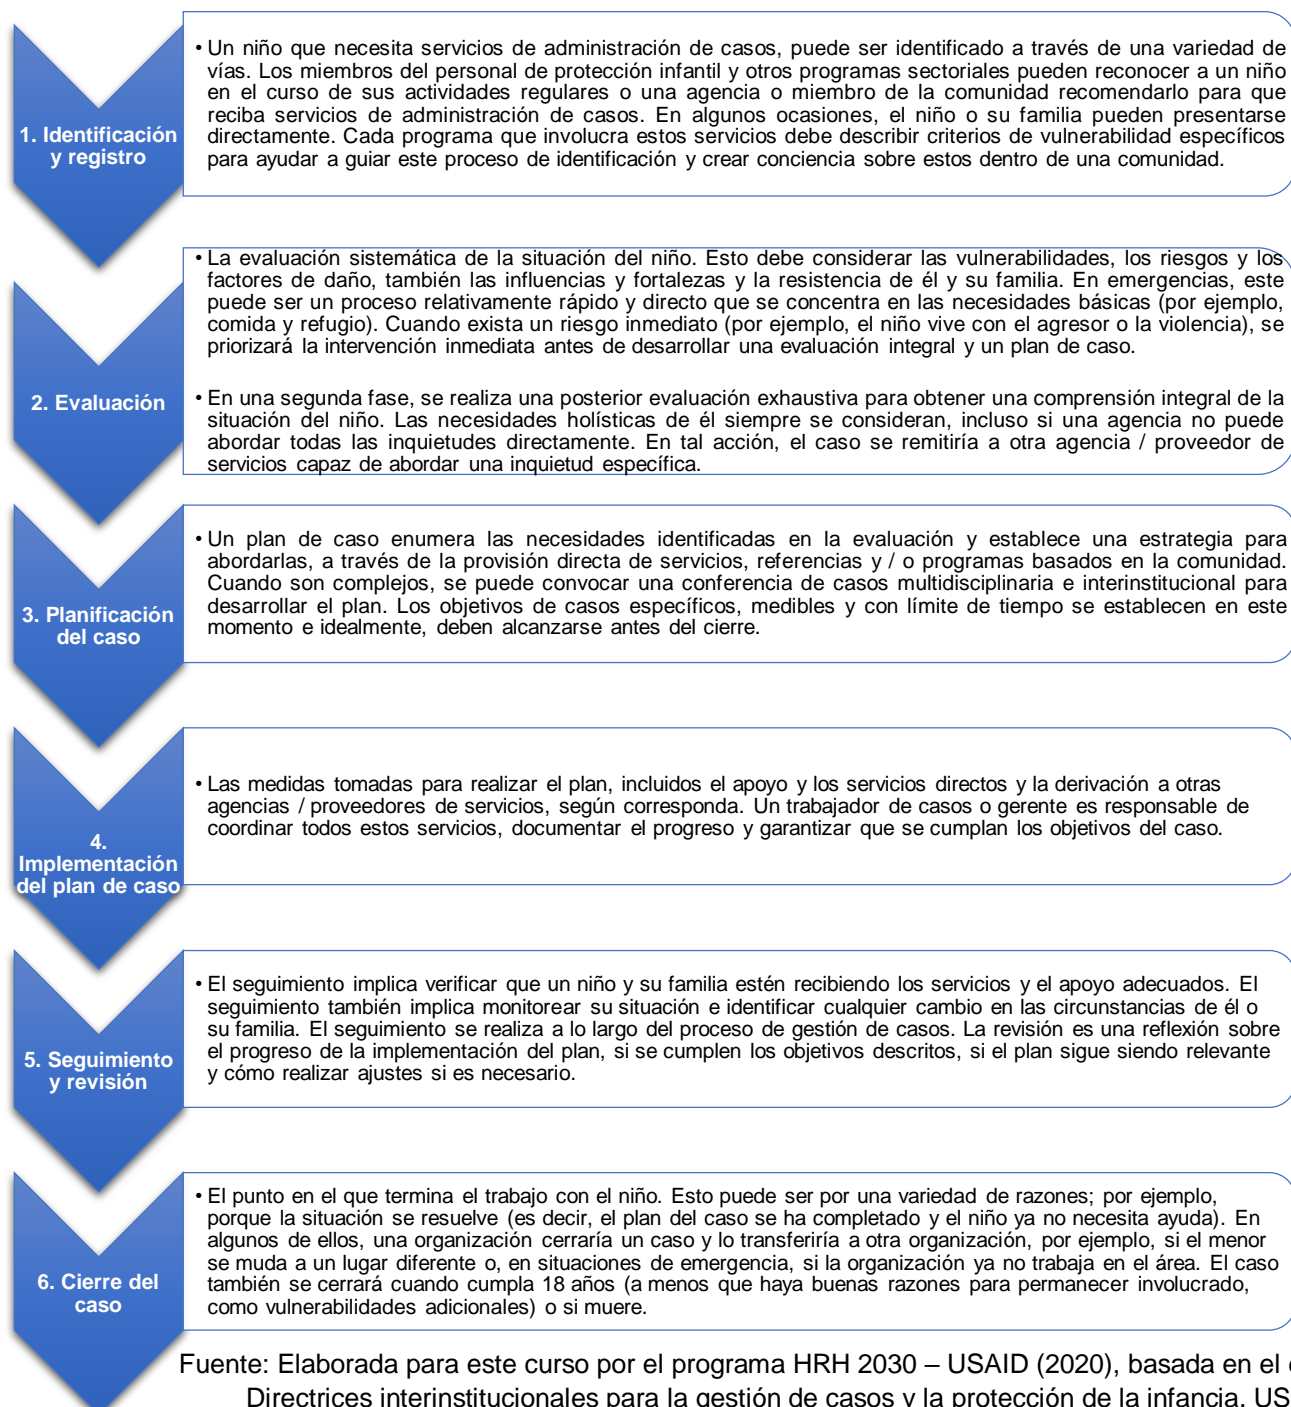 1. Identificación
y registro
• Un niño que necesita servicios de administración de casos, puede ser identificado a través de una variedad de
vías. Los miembros del personal de protección infantil y otros programas sectoriales pueden reconocer a un niño
en el curso de sus actividades regulares o una agencia o miembro de la comunidad recomendarlo para que
reciba servicios de administración de casos. En algunos ocasiones, el niño o su familia pueden presentarse
directamente. Cada programa que involucra estos servicios debe describir criterios de vulnerabilidad específicos
para ayudar a guiar este proceso de identificación y crear conciencia sobre estos dentro de una comunidad.
2. Evaluación
• La evaluación sistemática de la situación del niño. Esto debe considerar las vulnerabilidades, los riesgos y los
factores de daño, también las influencias y fortalezas y la resistencia de él y su familia. En emergencias, este
puede ser un proceso relativamente rápido y directo que se concentra en las necesidades básicas (por ejemplo,
comida y refugio). Cuando exista un riesgo inmediato (por ejemplo, el niño vive con el agresor o la violencia), se
priorizará la intervención inmediata antes de desarrollar una evaluación integral y un plan de caso.
• En una segunda fase, se realiza una posterior evaluación exhaustiva para obtener una comprensión integral de la
situación del niño. Las necesidades holísticas de él siempre se consideran, incluso si una agencia no puede
abordar todas las inquietudes directamente. En tal acción, el caso se remitiría a otra agencia / proveedor de
servicios capaz de abordar una inquietud específica.
3. Planificación
del caso
• Un plan de caso enumera las necesidades identificadas en la evaluación y establece una estrategia para
abordarlas, a través de la provisión directa de servicios, referencias y / o programas basados en la comunidad.
Cuando son complejos, se puede convocar una conferencia de casos multidisciplinaria e interinstitucional para
desarrollar el plan. Los objetivos de casos específicos, medibles y con límite de tiempo se establecen en este
momento e idealmente, deben alcanzarse antes del cierre.
4.
Implementación
del plan de caso
• Las medidas tomadas para realizar el plan, incluidos el apoyo y los servicios directos y la derivación a otras
agencias / proveedores de servicios, según corresponda. Un trabajador de casos o gerente es responsable de
coordinar todos estos servicios, documentar el progreso y garantizar que se cumplan los objetivos del caso.
5. Seguimiento
y revisión
• El seguimiento implica verificar que un niño y su familia estén recibiendo los servicios y el apoyo adecuados. El
seguimiento también implica monitorear su situación e identificar cualquier cambio en las circunstancias de él o
su familia. El seguimiento se realiza a lo largo del proceso de gestión de casos. La revisión es una reflexión sobre
el progreso de la implementación del plan, si se cumplen los objetivos descritos, si el plan sigue siendo relevante
y cómo realizar ajustes si es necesario.
6. Cierre del
caso
• El punto en el que termina el trabajo con el niño. Esto puede ser por una variedad de razones; por ejemplo,
porque la situación se resuelve (es decir, el plan del caso se ha completado y el niño ya no necesita ayuda). En
algunos de ellos, una organización cerraría un caso y lo transferiría a otra organización, por ejemplo, si el menor
se muda a un lugar diferente o, en situaciones de emergencia, si la organización ya no trabaja en el área. El caso
también se cerrará cuando cumpla 18 años (a menos que haya buenas razones para permanecer involucrado,
como vulnerabilidades adicionales) o si muere.
Fuente: Elaborada para este curso por el programa HRH 2030 – USAID (2020), basada en el
Directrices interinstitucionales para la gestión de casos y la protección de la infancia. US